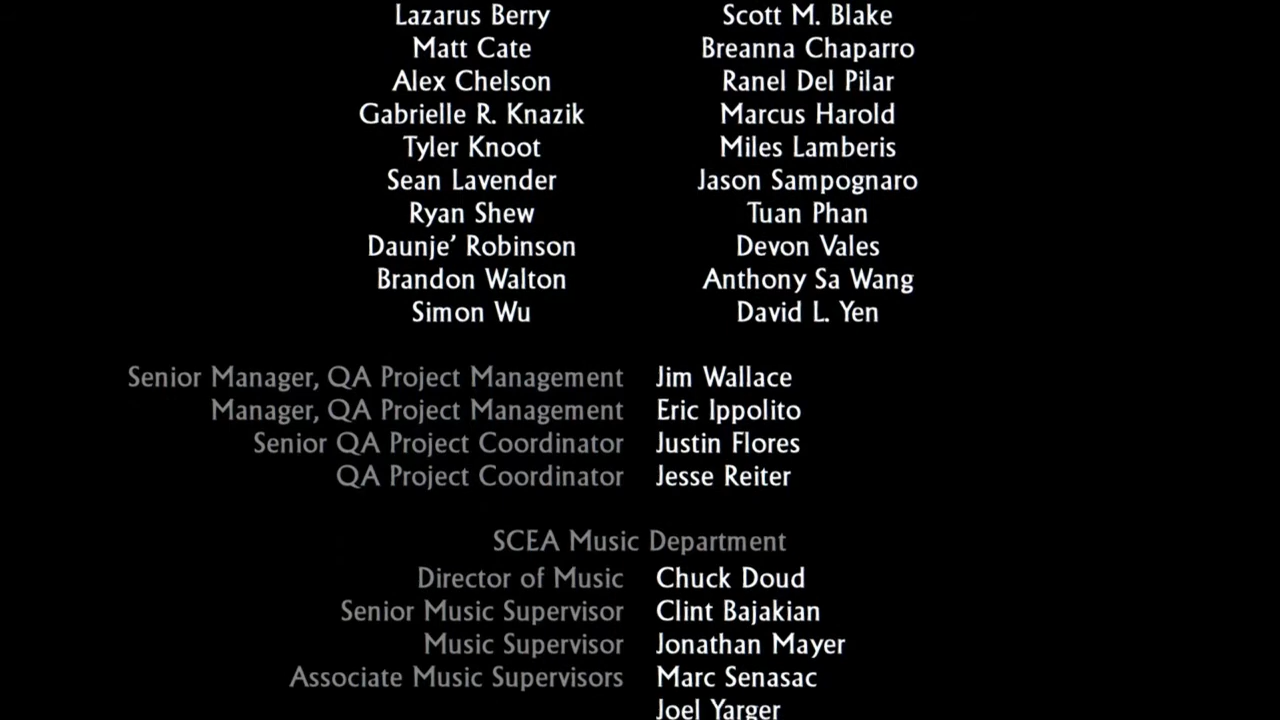 Lazarus Berry Scott M. Blake
Matt Cate Breanna Chaparro
Alex Chelson Ranel Del Pilar
Gabrielle R. Knazik Marcus Harold
Tyler Knoot Miles Lamberis
Sean Lavender Jason Sampognaro
Ryan Shew Tuan Phan
Daunje’ Robinson Devon Vales
Brandon Walton Anthony Sa Wang
Simon Wu David L. Yen
Senior Manager, QA Project Management Jim Wallace
Manager, QA Project Management Eric Ippolito
Senior QA Project Coordinator Justin Flores
QA Project Coordinator Jesse Reiter
SCEA Music Department
Director of Music Chuck Doud
Senior Music Supervisor Clint Bajakian
Music Supervisor Jonathan Mayer
Associate Music Supervisors Marc Senasac
Joel Yarger